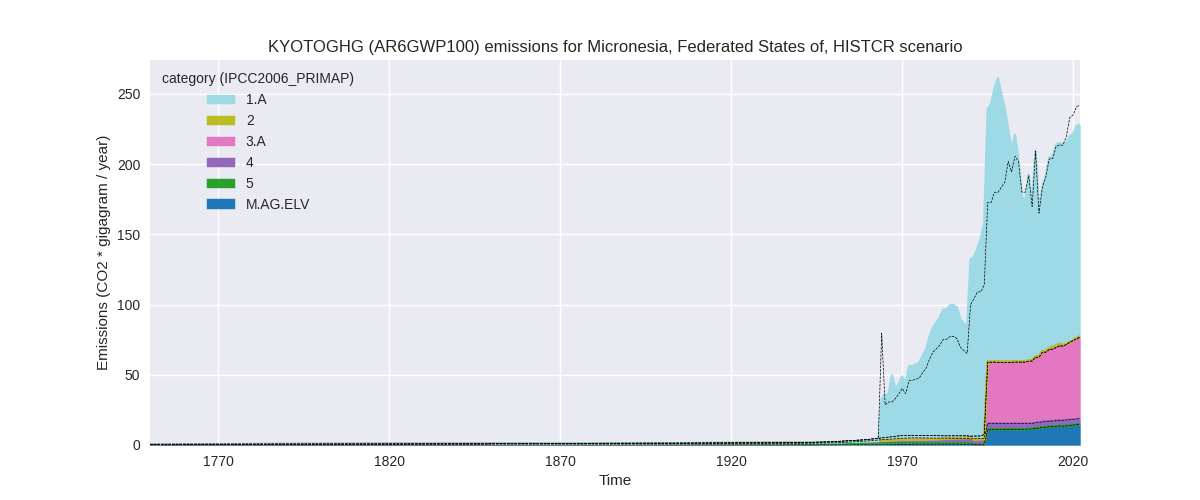 KYOTOGHG (AR6GWP100) emissions for Micronesia, Federated States of, HISTCR scenario
category (IPCC2006_PRIMAP)
1.A
2
3.A
4
5
M.AG.ELV
Emissions (CO2 * gigagram / year)
250
200
150
100
50
0
1770
1820
1870
1920
1970
2020
Time